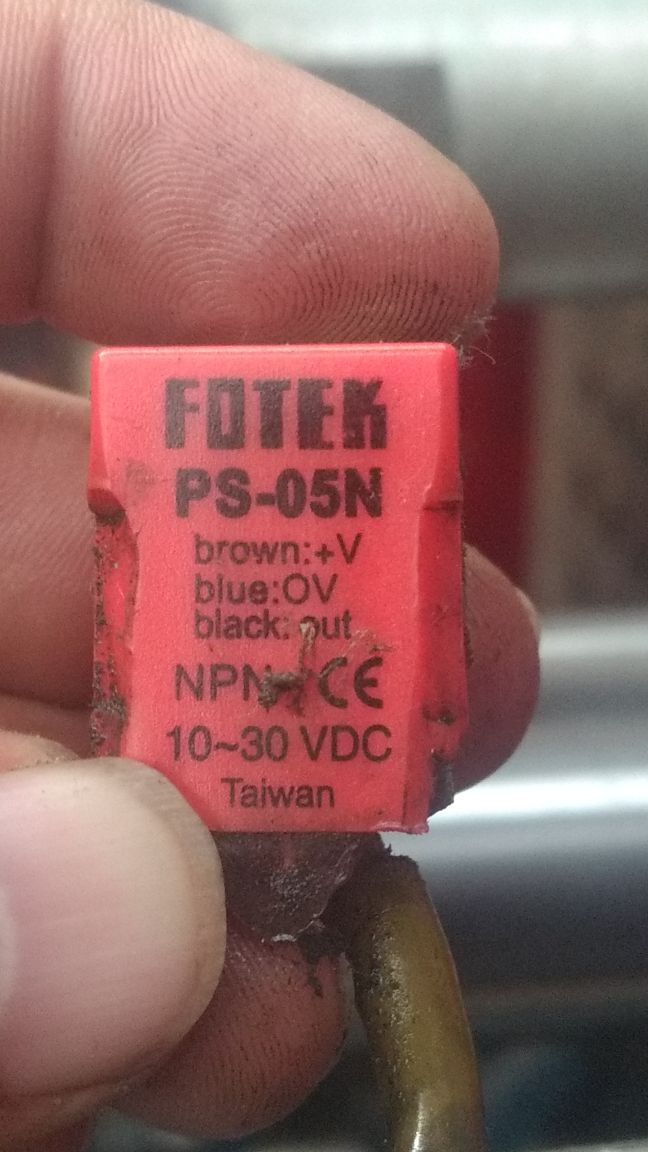 FOTEK
PS-05N
brown:+V
blue:OV
black: out
NPN CE
10~30 VDC
Taiwan